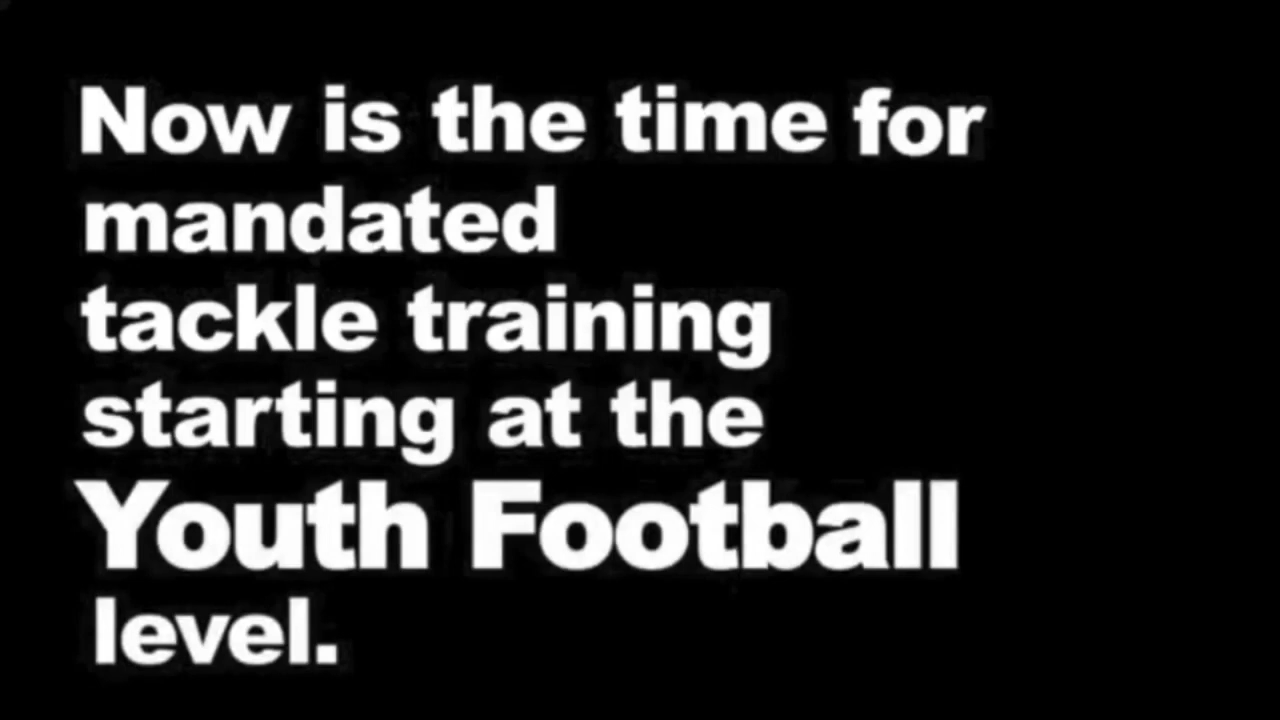 Now is the time for
mandated
tackle training
starting at the
Youth Football
level.